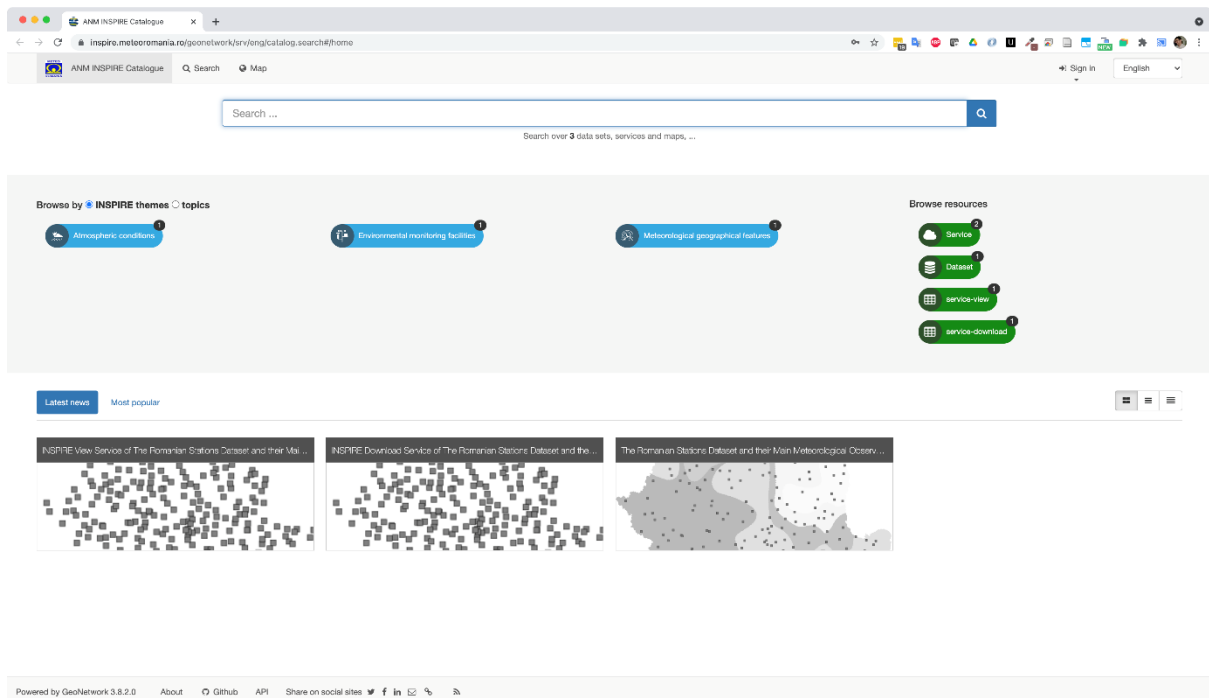 ANM INSPIRE Catalogue
inspire.meteoromania.ro/geonetwork/srv/eng/catalog.search#/home
ANM INSPIRE Catalogue Search Map Sign in English
Search ...
Search over 3 data sets, services and maps, ...
Browse by INSPIRE themes topics
Atmospheric conditions 1
Environmental monitoring facilities 1
Meteorological geographical features 1
Browse resources
Service 2
Dataset 1
service-view 1
service-download 1
Latest news Most popular
INSPIRE View Service of The Romanian Stations Dataset and their Mai...
INSPIRE Download Service of The Romanian Stations Dataset and the...
The Romanian Stations Dataset and their Main Meteorological Observ...
Powered by GeoNetwork 3.8.2.0 About Github API Share on social sites